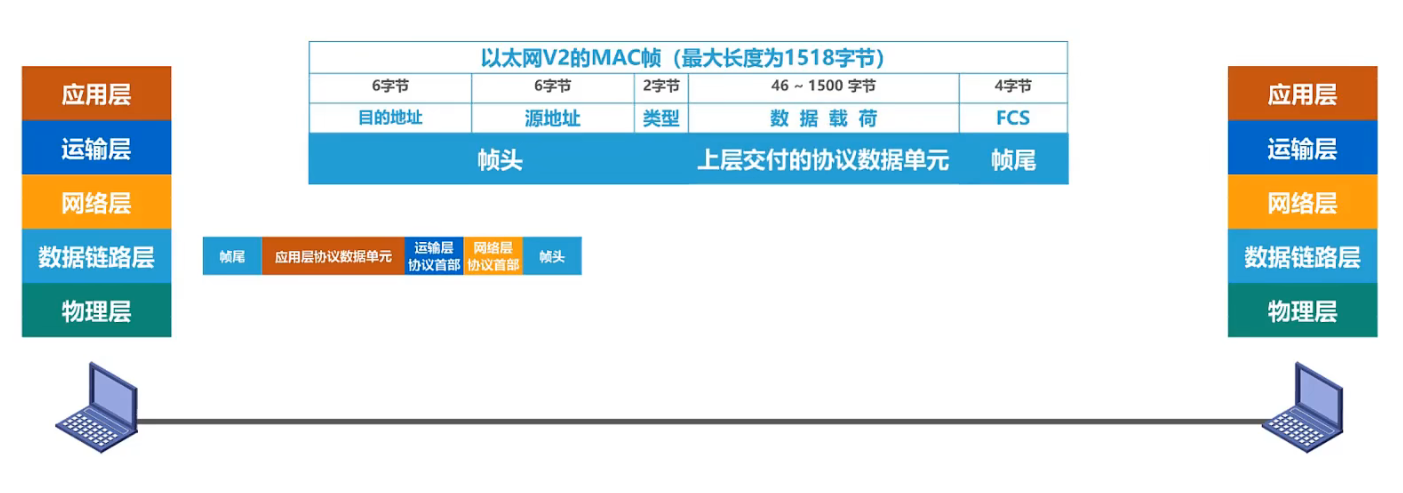 以太网V2的MAC帧（最大长度为1518字节）
6字节 6字节 2字节 46 ~ 1500 字节 4字节
目的地址 源地址 类型 数 据 载 荷 FCS
帧头 上层交付的协议数据单元 帧尾
应用层
运输层
网络层
数据链路层
物理层
帧尾 应用层协议数据单元 运输层协议首部 网络层协议首部 帧头
应用层
运输层
网络层
数据链路层
物理层